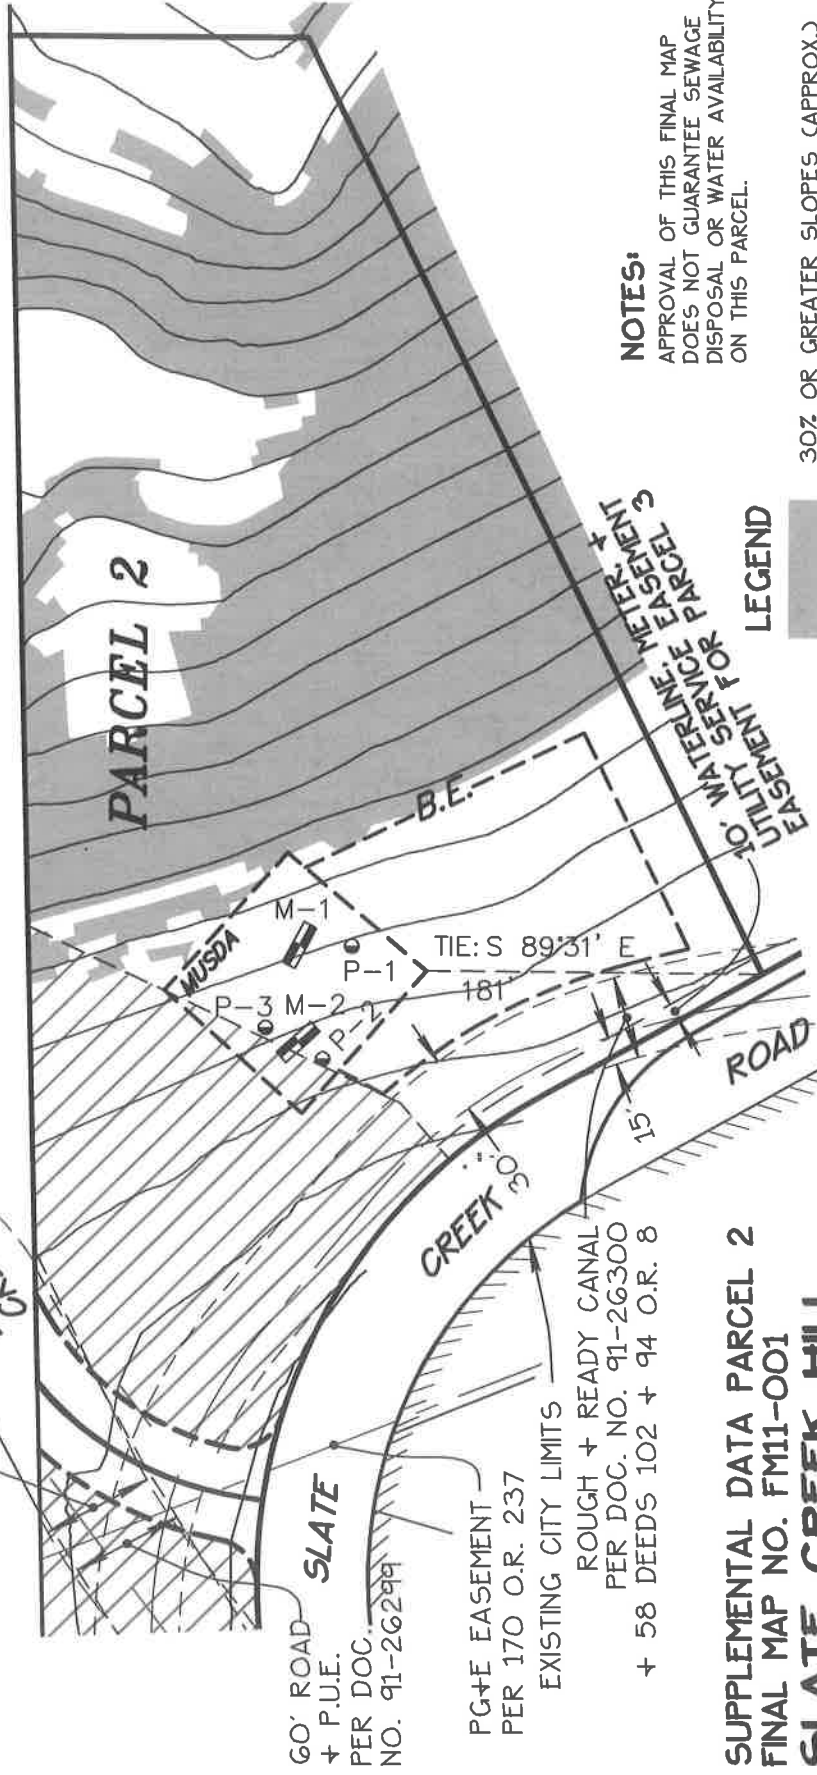 PARCEL 2
MUSDA
M-1
P-1
P-3
M-2
P-2
B.E.
TIE: S 89°31' E
181'
10' WATERLINE, METER, +
UTILITY SERVICE EASEMENT
EASEMENT FOR PARCEL 3
NOTES:
APPROVAL OF THIS FINAL MAP
DOES NOT GUARANTEE SEWAGE
DISPOSAL OR WATER AVAILABILITY
ON THIS PARCEL.
LEGEND
30% OR GREATER SLOPES (APPROX.)
SLATE
CREEK
ROAD
30'
15'
60' ROAD
+ P.U.E.
PER DOC.
NO. 91-26299
PG+E EASEMENT
PER 170 O.R. 237
EXISTING CITY LIMITS
ROUGH + READY CANAL
PER DOC. NO. 91-26300
+ 58 DEEDS 102 + 94 O.R. 8
SUPPLEMENTAL DATA PARCEL 2
FINAL MAP NO. FM11-001
SLATE CREEK HILL